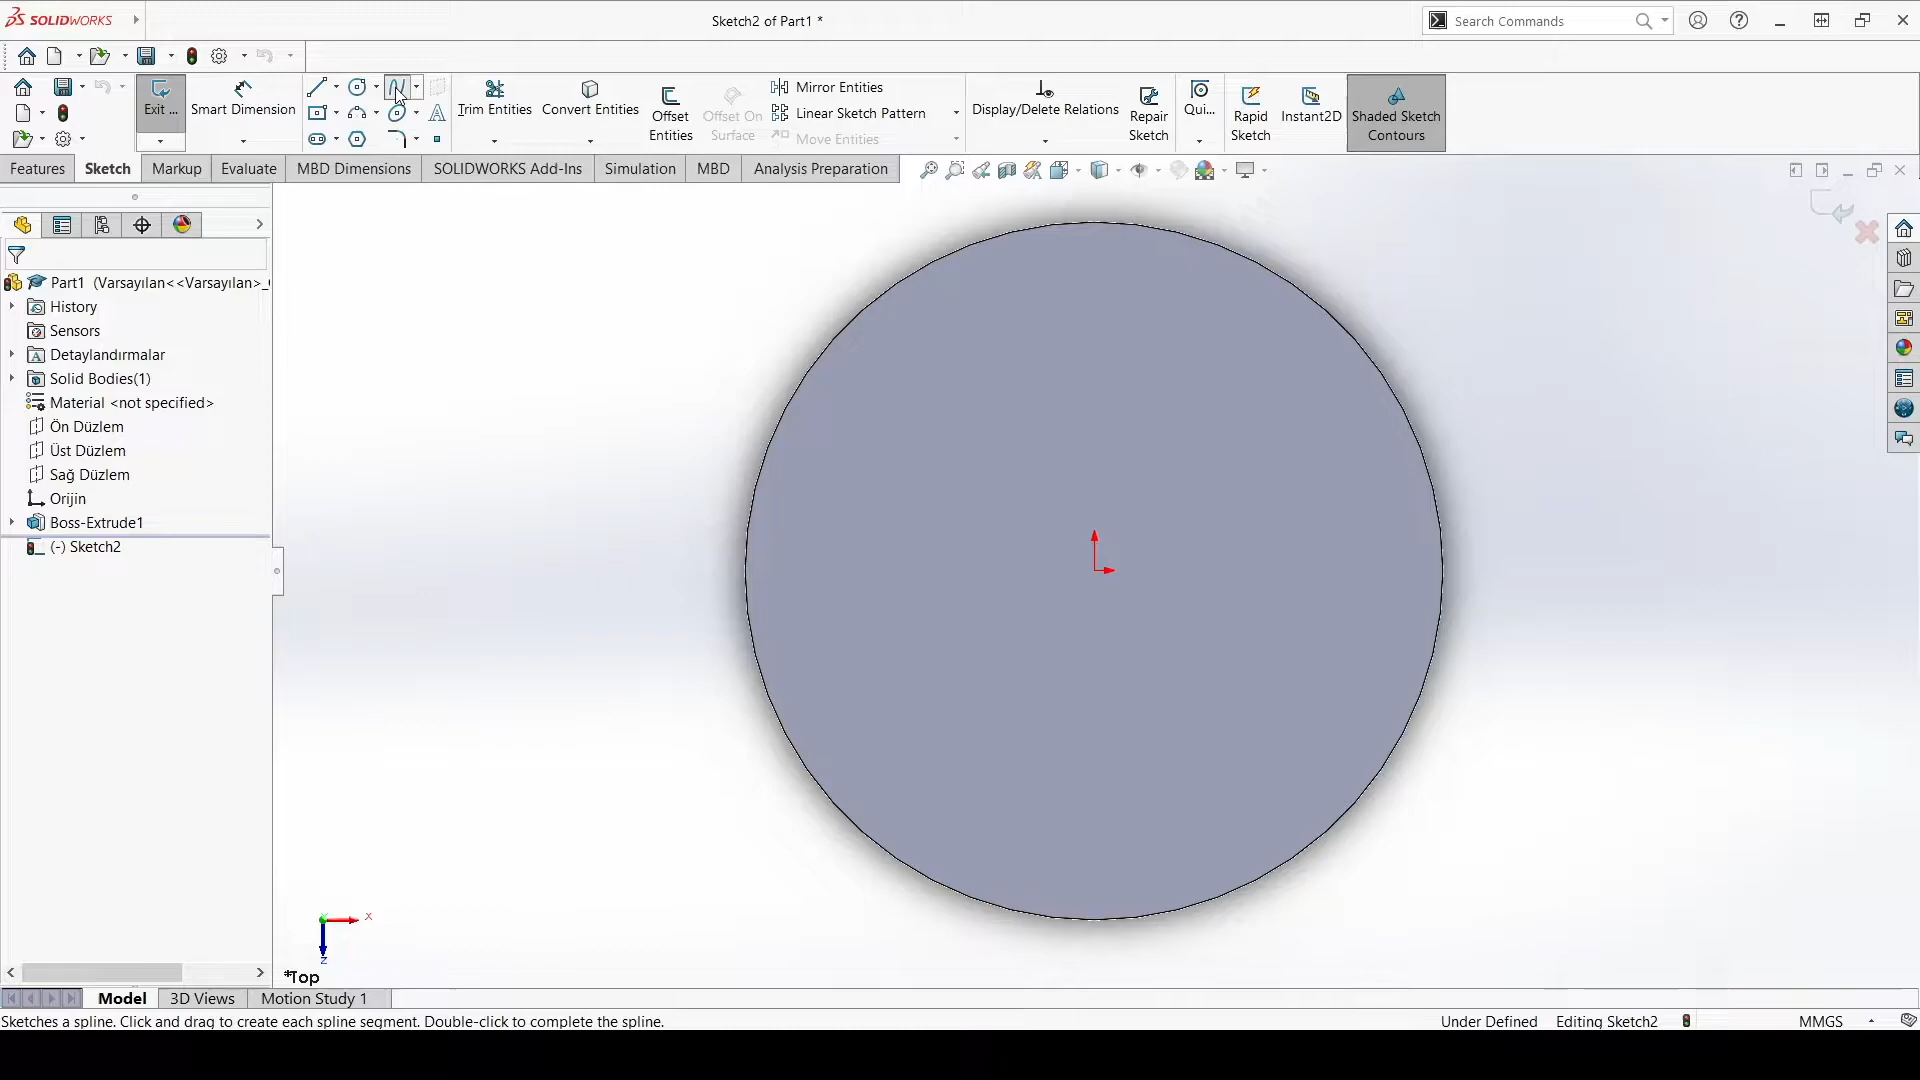 SOLIDWORKS
Sketch2 of Part1 *
Search Commands
Exit ...
Smart Dimension
Trim Entities
Convert Entities
Offset
Entities
Offset On
Surface
Mirror Entities
Linear Sketch Pattern
Move Entities
Display/Delete Relations
Repair
Sketch
Qui...
Rapid
Sketch
Instant2D
Shaded Sketch
Contours
Features
Sketch
Markup
Evaluate
MBD Dimensions
SOLIDWORKS Add-Ins
Simulation
MBD
Analysis Preparation
Part1 (Varsayılan<<Varsayılan>_
History
Sensors
Detaylandırmalar
Solid Bodies(1)
Material <not specified>
Ön Düzlem
Üst Düzlem
Sağ Düzlem
Orijin
Boss-Extrude1
(-) Sketch2
X
Z
*Top
Model
3D Views
Motion Study 1
Sketches a spline. Click and drag to create each spline segment. Double-click to complete the spline.
Under Defined
Editing Sketch2
MMGS